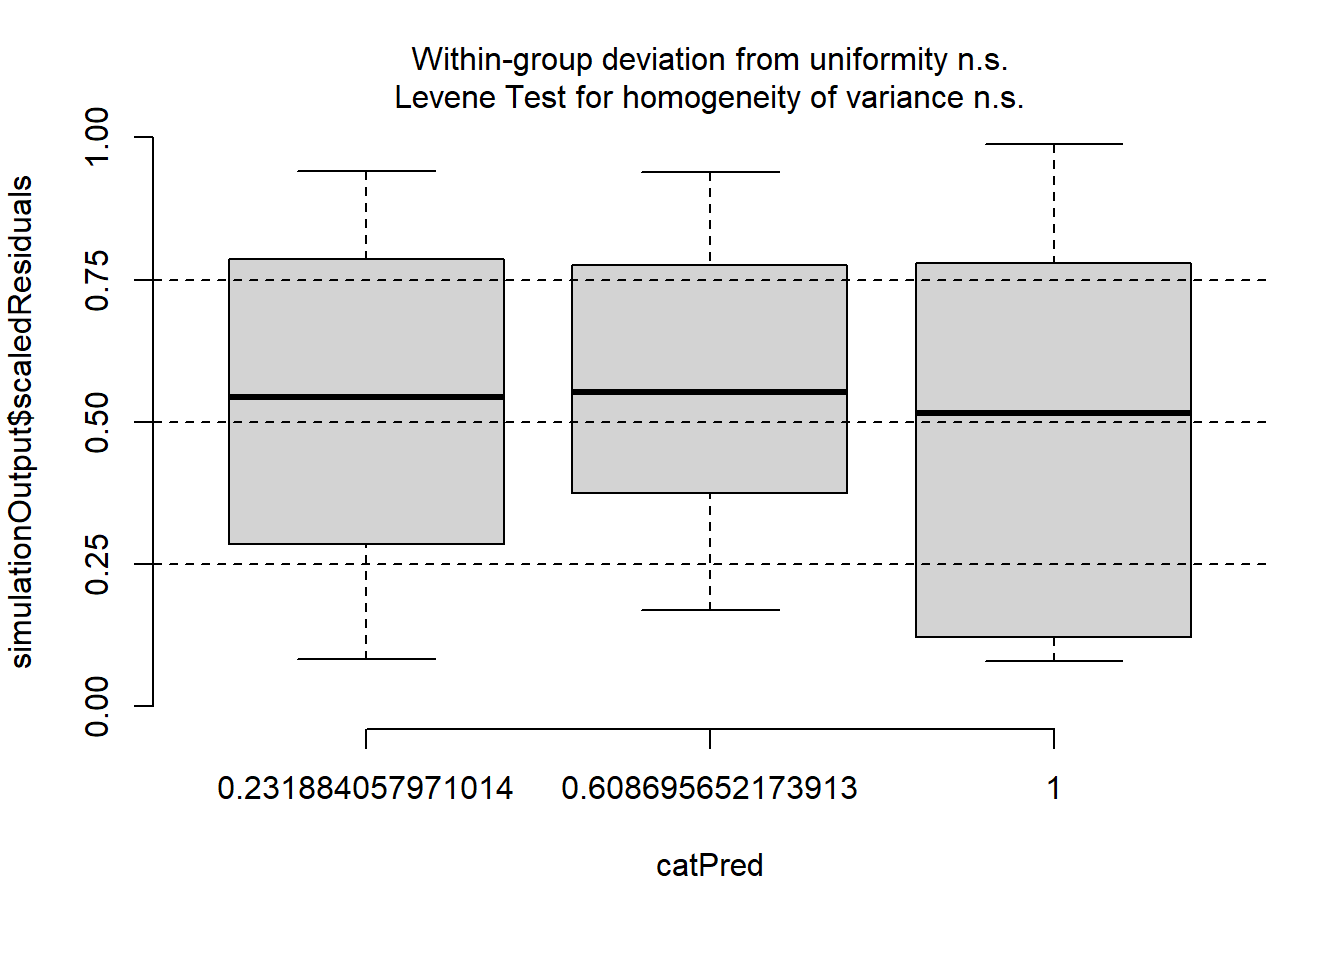 Within-group deviation from uniformity n.s.
Levene Test for homogeneity of variance n.s.
simulationOutput$scaledResiduals
1.00
0.75
0.50
0.25
0.00
0.231884057971014
0.608695652173913
1
catPred